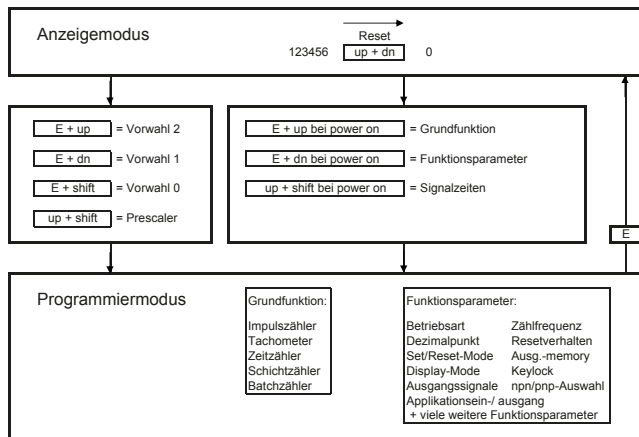 Anzeigemodus
Reset
123456 up + dn 0
E + up = Vorwahl 2
E + dn = Vorwahl 1
E + shift = Vorwahl 0
up + shift = Prescaler
E + up bei power on = Grundfunktion
E + dn bei power on = Funktionsparameter
up + shift bei power on = Signalzeiten
E
Programmiermodus
Grundfunktion:
Impulszähler
Tachometer
Zeitzähler
Schichtzähler
Batchzähler
Funktionsparameter:
Betriebsart Zählfrequenz
Dezimalpunkt Resetverhalten
Set/Reset-Mode Ausg.-memory
Display-Mode Keylock
Ausgangssignale npn/pnp-Auswahl
Applikationsein-/ ausgang
+ viele weitere Funktionsparameter